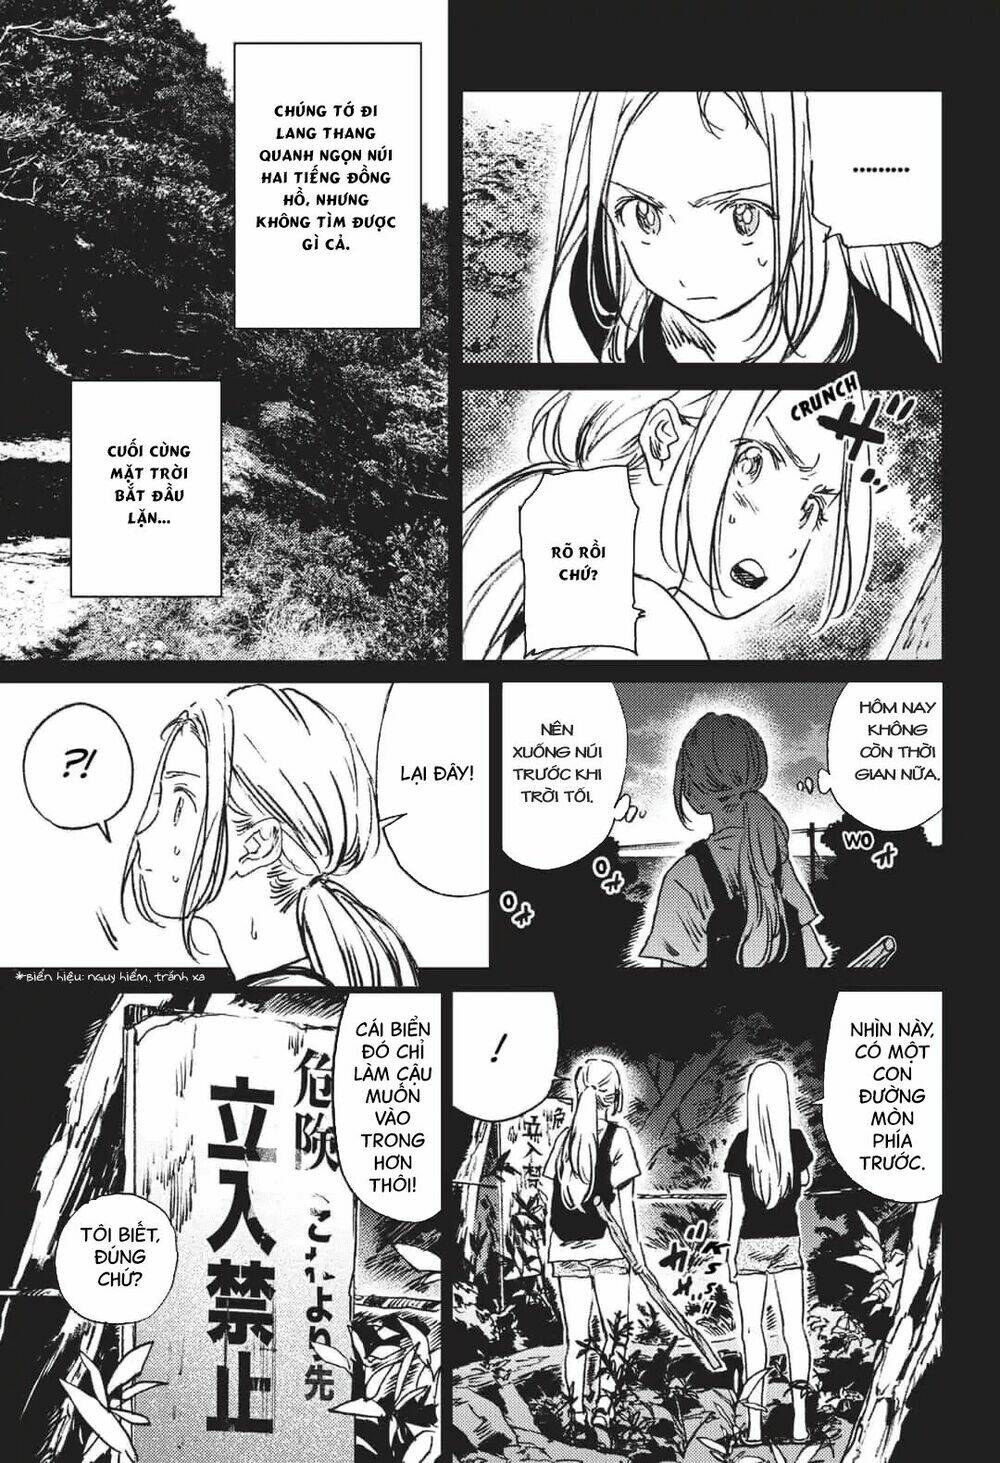 ..........
CHÚNG TỚ ĐI
LANG THANG
QUANH NGỌN NÚI
HAI TIẾNG ĐỒNG
HỒ, NHƯNG
KHÔNG TÌM ĐƯỢC
GÌ CẢ.
CRUNCH
RÕ RỒI
CHỨ?
CUỐI CÙNG
MẶT TRỜI
BẮT ĐẦU
LẶN...
HÔM NAY
KHÔNG
CÒN THỜI
GIAN NỮA.
NÊN
XUỐNG NÚI
TRƯỚC KHI
TRỜI TỐI.
LẠI ĐÂY!
?!
*Biển hiệu: nguy hiểm, tránh xa
NHÌN NÀY,
CÓ MỘT
CON
ĐƯỜNG
MÒN
PHÍA
TRƯỚC.
!
危
立入禁
CÁI BIỂN
ĐÓ CHỈ
LÀM CẬU
MUỐN
VÀO
TRONG
HƠN
THÔI!
危険
これより先
立入禁止
TÔI BIẾT,
ĐÚNG
CHỨ?